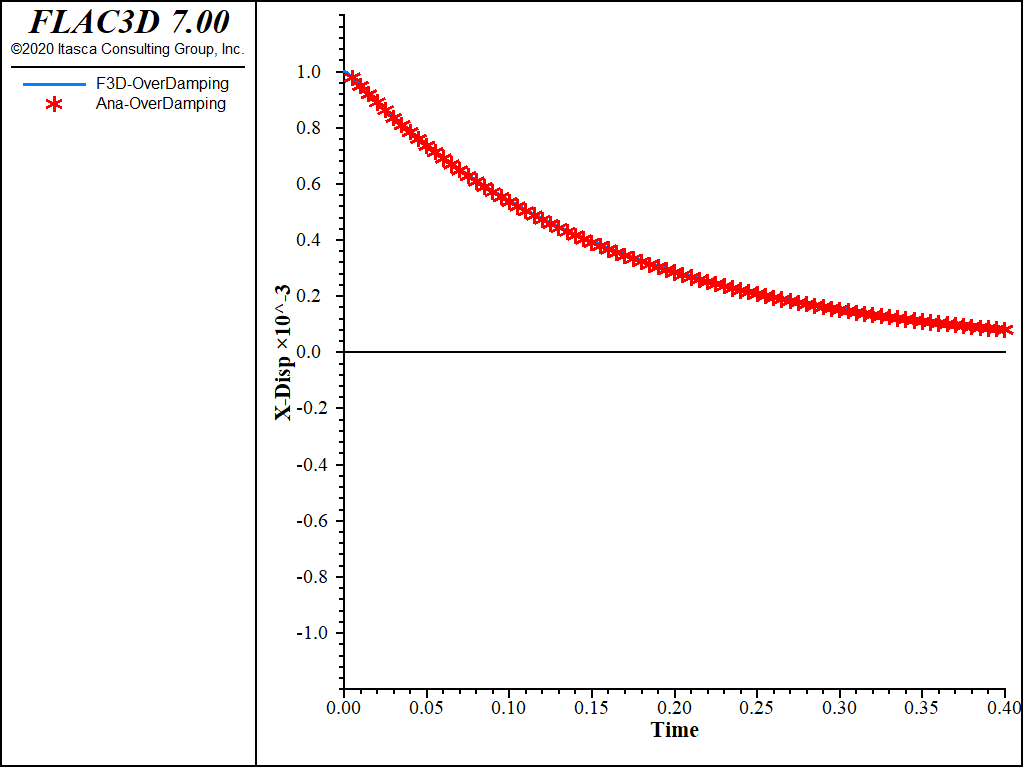 FLAC3D 7.00
©2020 Itasca Consulting Group, Inc.
F3D-OverDamping
Ana-OverDamping
X-Disp ×10^-3
1.0
0.8
0.6
0.4
0.2
0.0
-0.2
-0.4
-0.6
-0.8
-1.0
0.00 0.05 0.10 0.15 0.20 0.25 0.30 0.35 0.40
Time